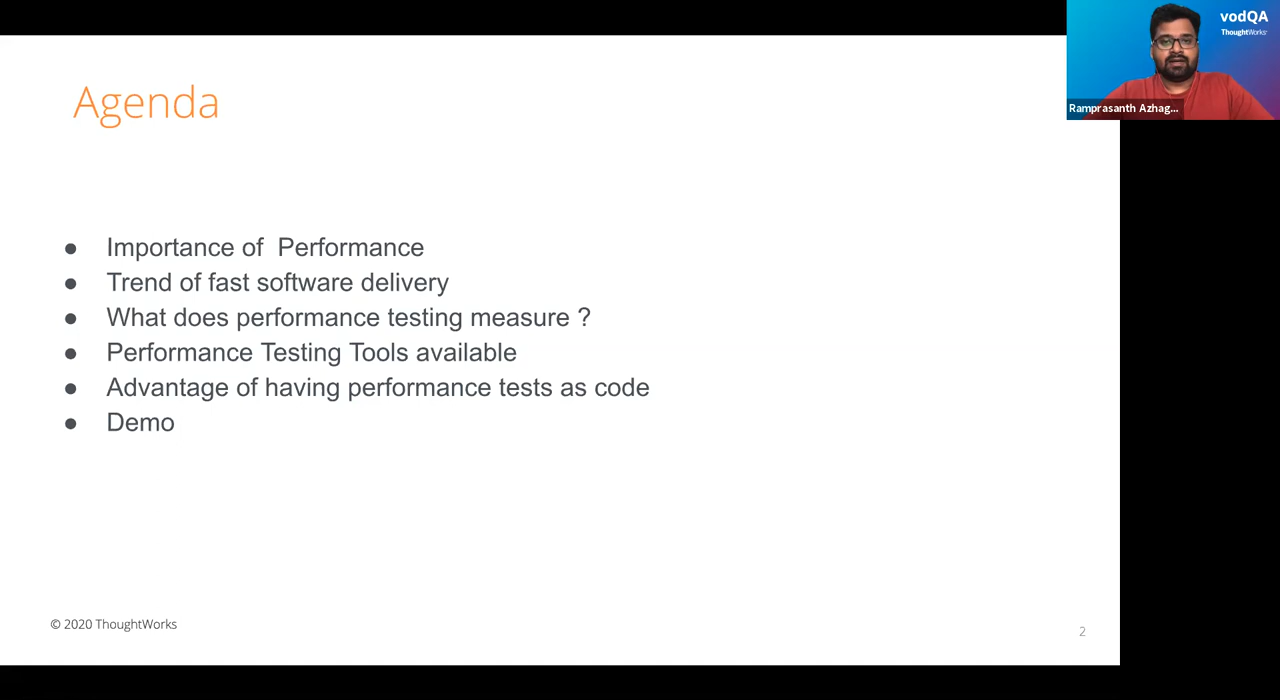 vodQA
ThoughtWorks
Ramprasanth Azhag...
Agenda
● Importance of  Performance
● Trend of fast software delivery
● What does performance testing measure ?
● Performance Testing Tools available
● Advantage of having performance tests as code
● Demo
© 2020 ThoughtWorks
2